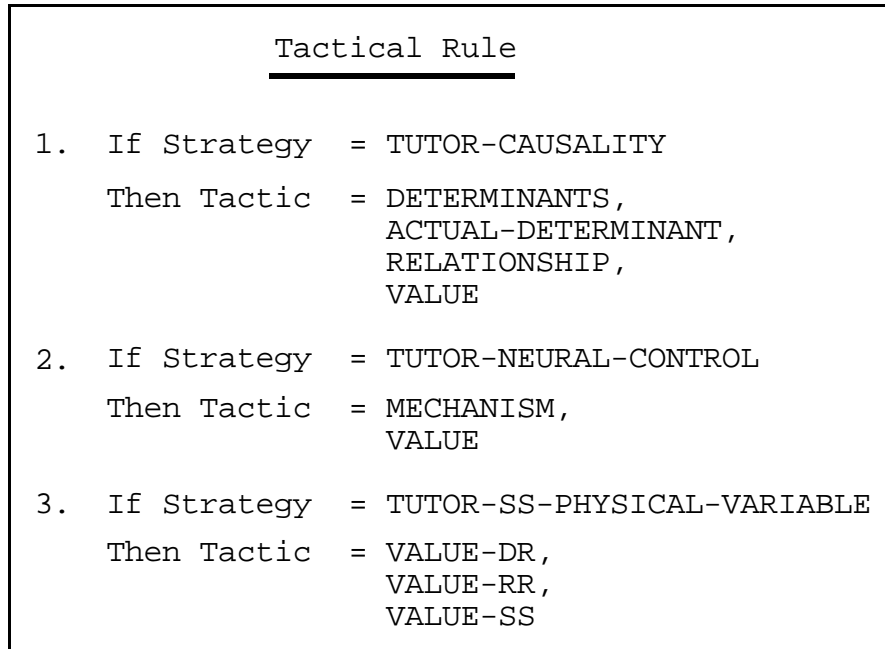 Tactical Rule
1. If Strategy = TUTOR-CAUSALITY
Then Tactic = DETERMINANTS,
ACTUAL-DETERMINANT,
RELATIONSHIP,
VALUE
2. If Strategy = TUTOR-NEURAL-CONTROL
Then Tactic = MECHANISM,
VALUE
3. If Strategy = TUTOR-SS-PHYSICAL-VARIABLE
Then Tactic = VALUE-DR,
VALUE-RR,
VALUE-SS